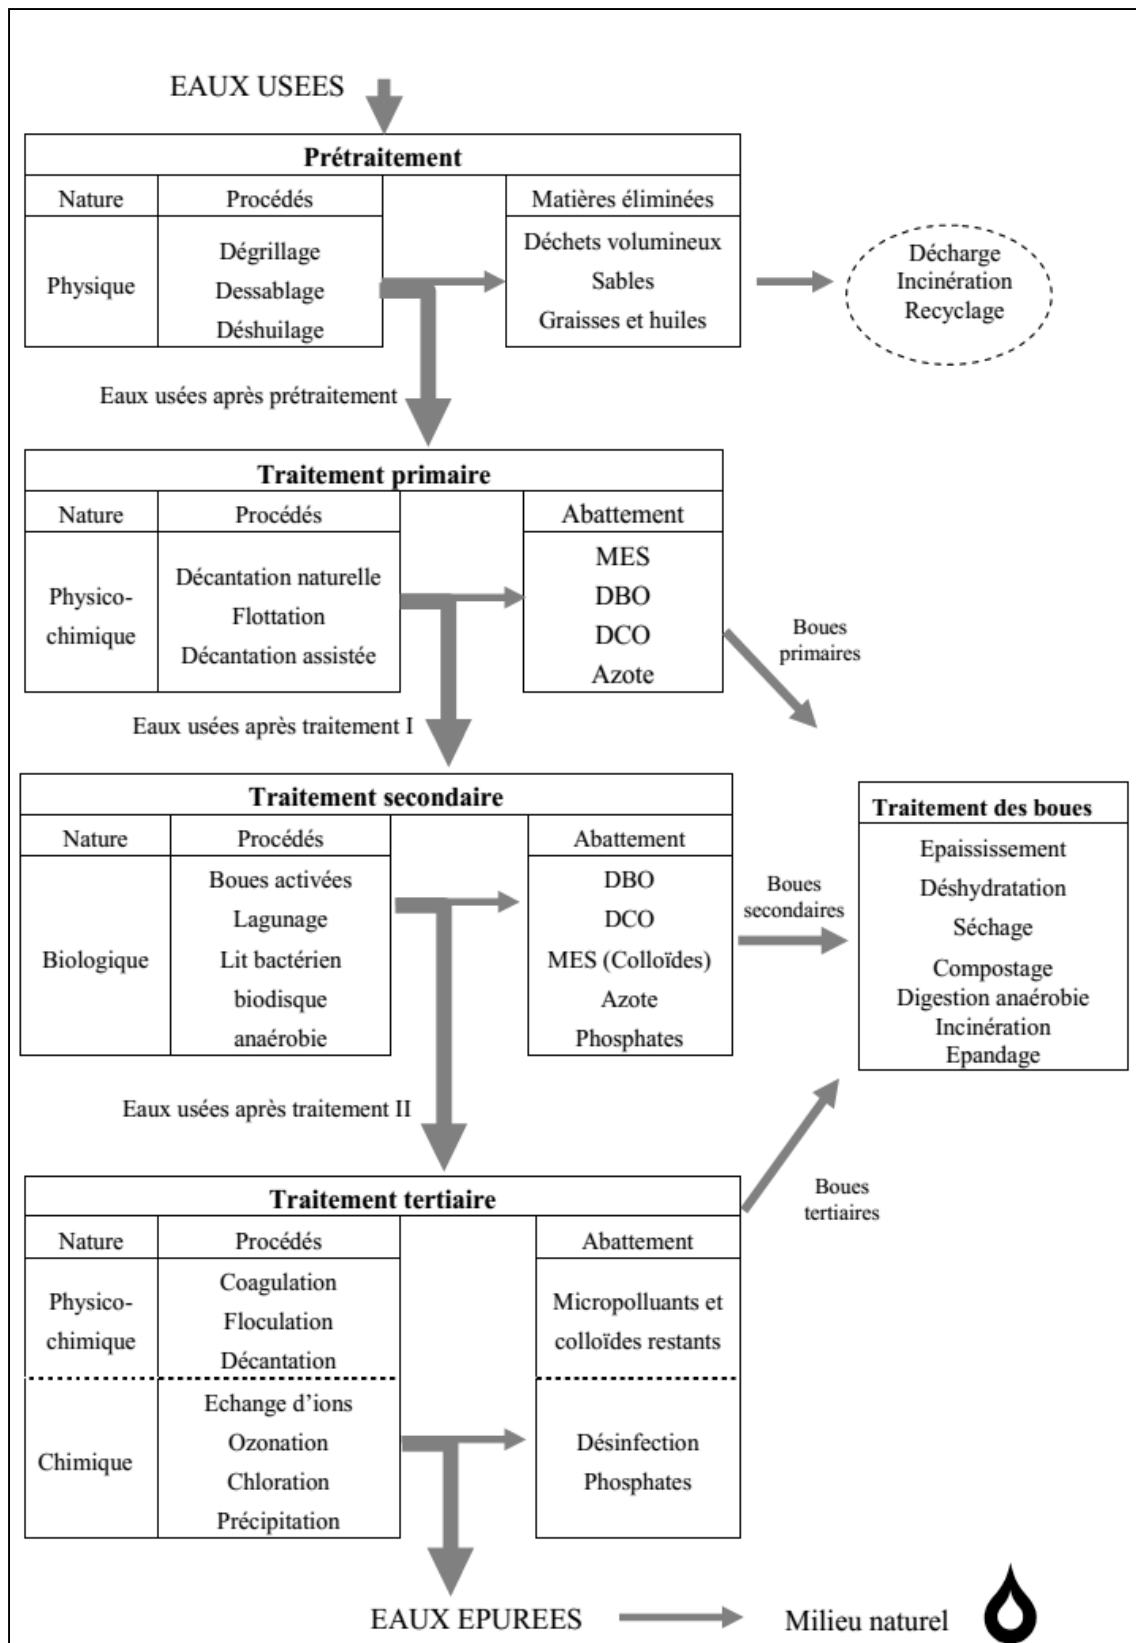 EAUX USEES
Prétraitement
Nature
Procédés
Matières éliminées
Physique
Dégrillage
Dessablage
Déshuilage
Déchets volumineux
Sables
Graisses et huiles
Décharge
Incinération
Recyclage
Eaux usées après prétraitement
Traitement primaire
Nature
Procédés
Abattement
Physico-
chimique
Décantation naturelle
Flottation
Décantation assistée
MES
DBO
DCO
Azote
Boues
primaires
Eaux usées après traitement I
Traitement secondaire
Nature
Procédés
Abattement
Biologique
Boues activées
Lagunage
Lit bactérien
biodisque
anaérobie
DBO
DCO
MES (Colloïdes)
Azote
Phosphates
Boues
secondaires
Traitement des boues
Epaississement
Déshydratation
Séchage
Compostage
Digestion anaérobie
Incinération
Epandage
Eaux usées après traitement II
Traitement tertiaire
Nature
Procédés
Abattement
Physico-
chimique
Coagulation
Floculation
Décantation
Micropolluants et
colloïdes restants
Boues
tertiaires
Chimique
Echange d’ions
Ozonation
Chloration
Précipitation
Désinfection
Phosphates
EAUX EPUREES
Milieu naturel